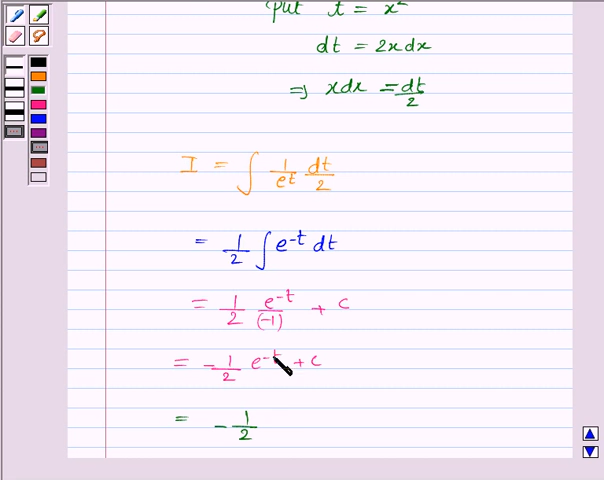 Put t = x²
dt = 2x dx
⇒ x dx = dt/2
I = ∫ 1/eᵗ dt/2
= 1/2 ∫ e⁻ᵗ dt
= 1/2 e⁻ᵗ/(-1) + c
= -1/2 e⁻ᵗ + c
= -1/2